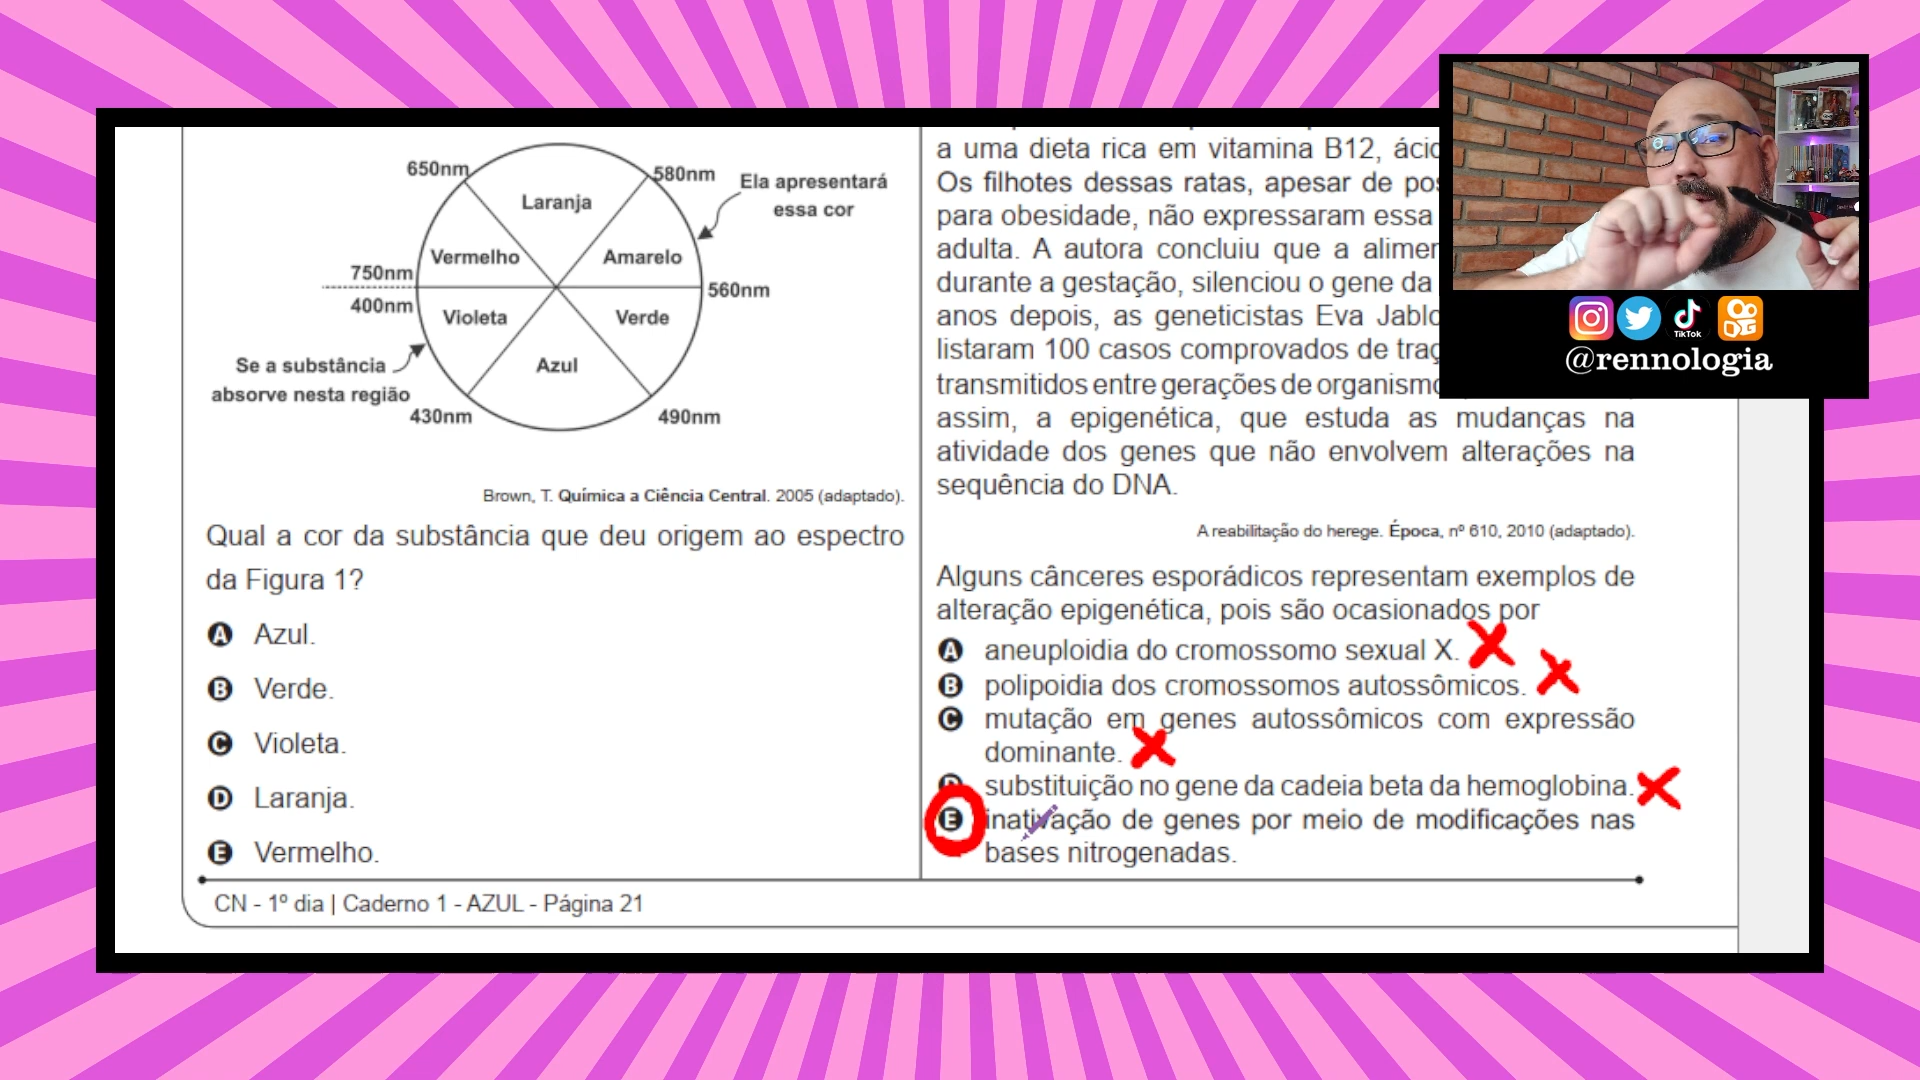 650nm
580nm
Laranja
Ela apresentará
essa cor
Vermelho
Amarelo
750nm
560nm
400nm
Violeta
Verde
Se a substância
absorve nesta região
Azul
430nm
490nm
Brown, T. Química a Ciência Central. 2005 (adaptado).
Qual a cor da substância que deu origem ao espectro
da Figura 1?
A Azul.
B Verde.
C Violeta.
D Laranja.
E Vermelho.
CN - 1º dia | Caderno 1 - AZUL - Página 21
a uma dieta rica em vitamina B12,
Os filhotes dessas ratas, apesar de
para obesidade, não expressaram essa
adulta. A autora concluiu que a
durante a gestação, silenciou o gene da
anos depois, as geneticistas Eva
listaram 100 casos comprovados de
transmitidos entre gerações de
assim, a epigenética, que estuda as mudanças na
atividade dos genes que não envolvem alterações na
sequência do DNA.
A reabilitação do herege. Época, nº 610, 2010 (adaptado).
Alguns cânceres esporádicos representam exemplos de
alteração epigenética, pois são ocasionados por
A aneuploidia do cromossomo sexual X.
B polipoidia dos cromossomos autossômicos.
C mutação em genes autossômicos com expressão
dominante.
D substituição no gene da cadeia beta da hemoglobina.
E inativação de genes por meio de modificações nas
bases nitrogenadas.
TikTok
@rennologia